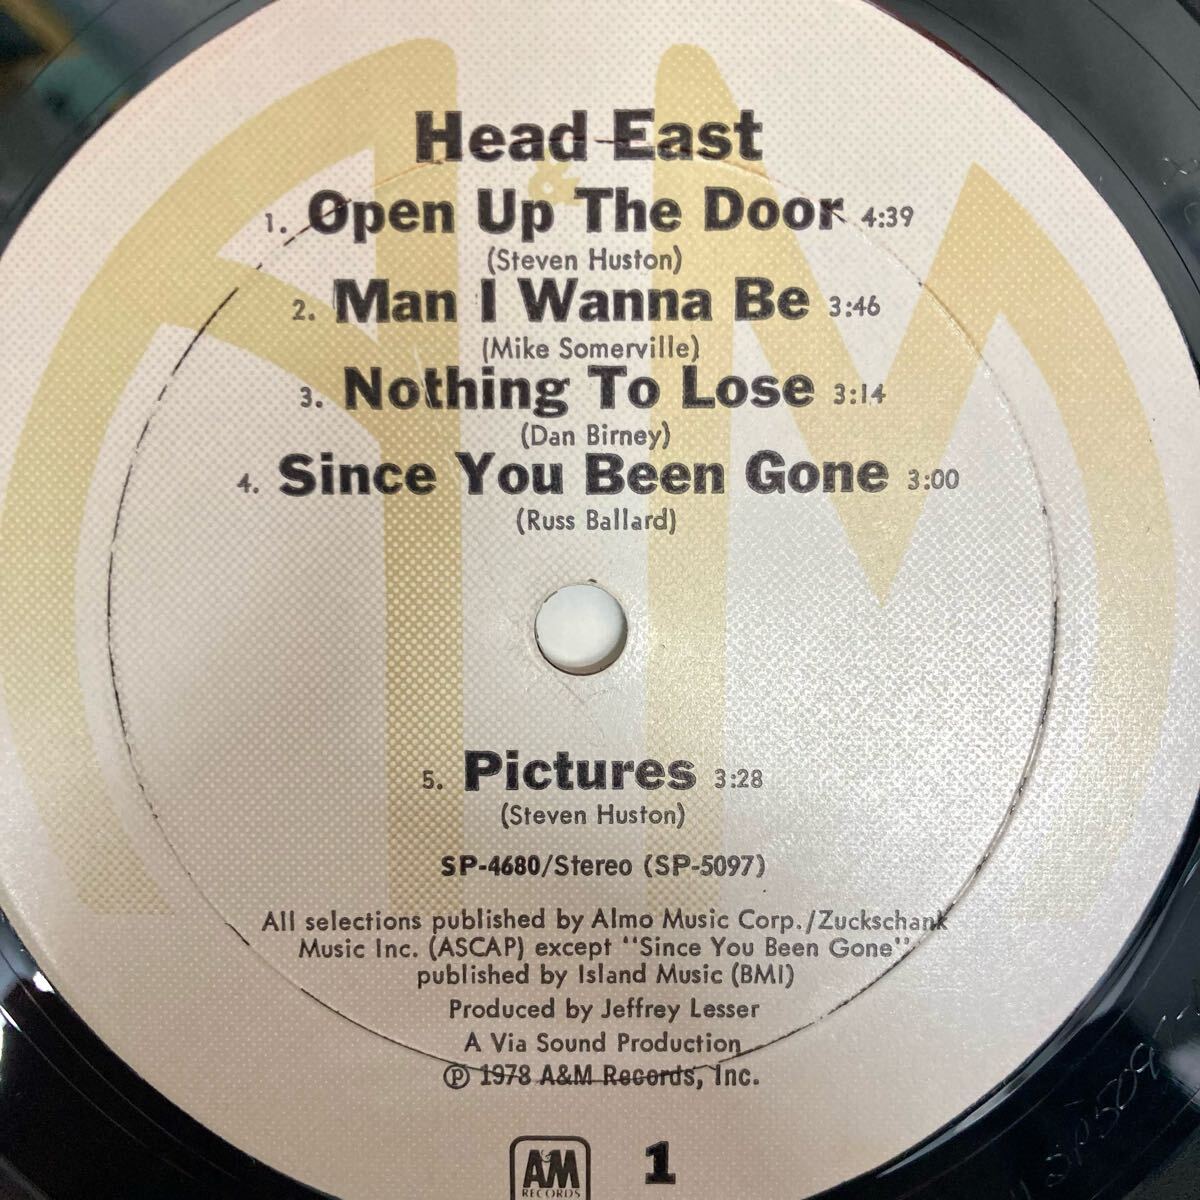 Head East
1. Open Up The Door 4:39
(Steven Huston)
2. Man I Wanna Be 3:46
(Mike Somerville)
3. Nothing To Lose 3:14
(Dan Birney)
4. Since You Been Gone 3:00
(Russ Ballard)
5. Pictures 3:28
(Steven Huston)
SP-4680/Stereo (SP-5097)
All selections published by Almo Music Corp./Zuckschank
Music Inc. (ASCAP) except "Since You Been Gone"
published by Island Music (BMI)
Produced by Jeffrey Lesser
A Via Sound Production
℗ 1978 A&M Records, Inc.
A&M
RECORDS
1